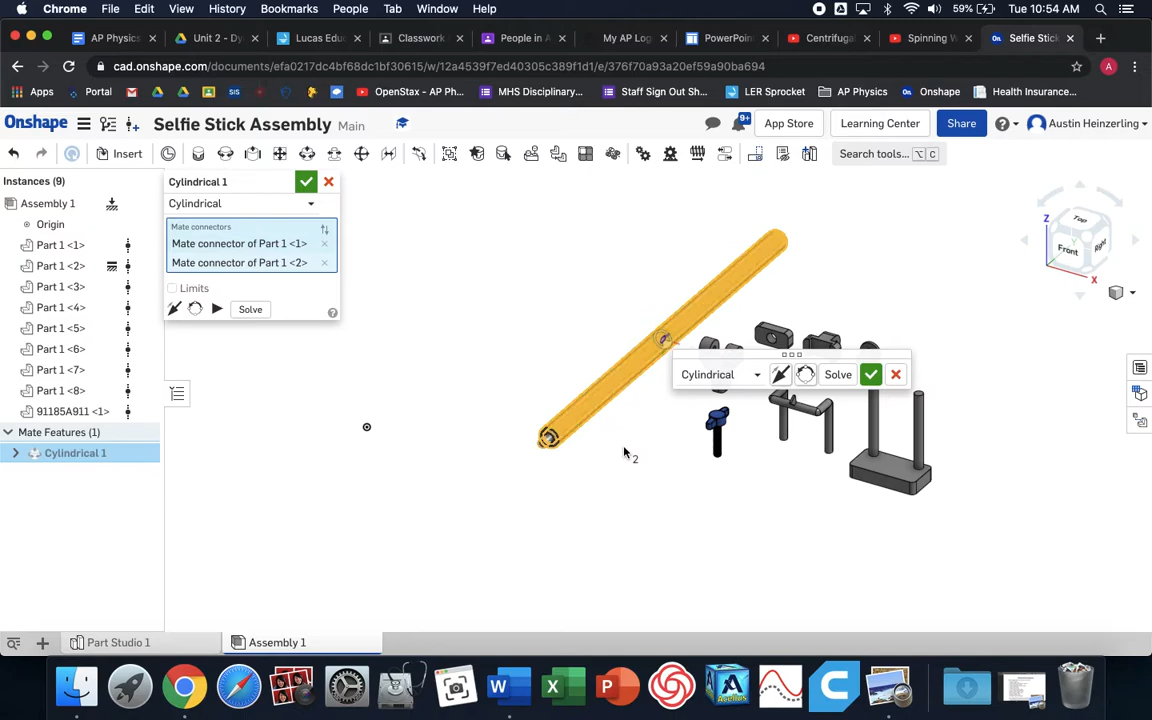 Chrome File Edit View History Bookmarks People Tab Window Help 59% Tue 10:54 AM
AP Physics Unit 2 - Dy Lucas Edu Classwork People in A My AP Log PowerPoin Centrifuga Spinning W Selfie Stick
cad.onshape.com/documents/efa0217dc4bf68dc1bf30615/w/12a4539f7ed40305c389f1d1/e/376f70a93a20ef59a90ba694
Apps Portal OpenStax - AP Ph... MHS Disciplinary... Staff Sign Out Sh... LER Sprocket AP Physics Onshape Health Insurance...
Onshape Selfie Stick Assembly Main 9+ App Store Learning Center Share Austin Heinzerling
Insert Search tools... ⌥ C
Instances (9)
Assembly 1
Origin
Part 1 <1>
Part 1 <2>
Part 1 <3>
Part 1 <4>
Part 1 <5>
Part 1 <6>
Part 1 <7>
Part 1 <8>
91185A911 <1>
Mate Features (1)
Cylindrical 1
Cylindrical 1
Cylindrical
Mate connectors
Mate connector of Part 1 <1>
Mate connector of Part 1 <2>
Limits
Solve
Cylindrical Solve
2
Top
Front
Right
Z
X
Part Studio 1 Assembly 1